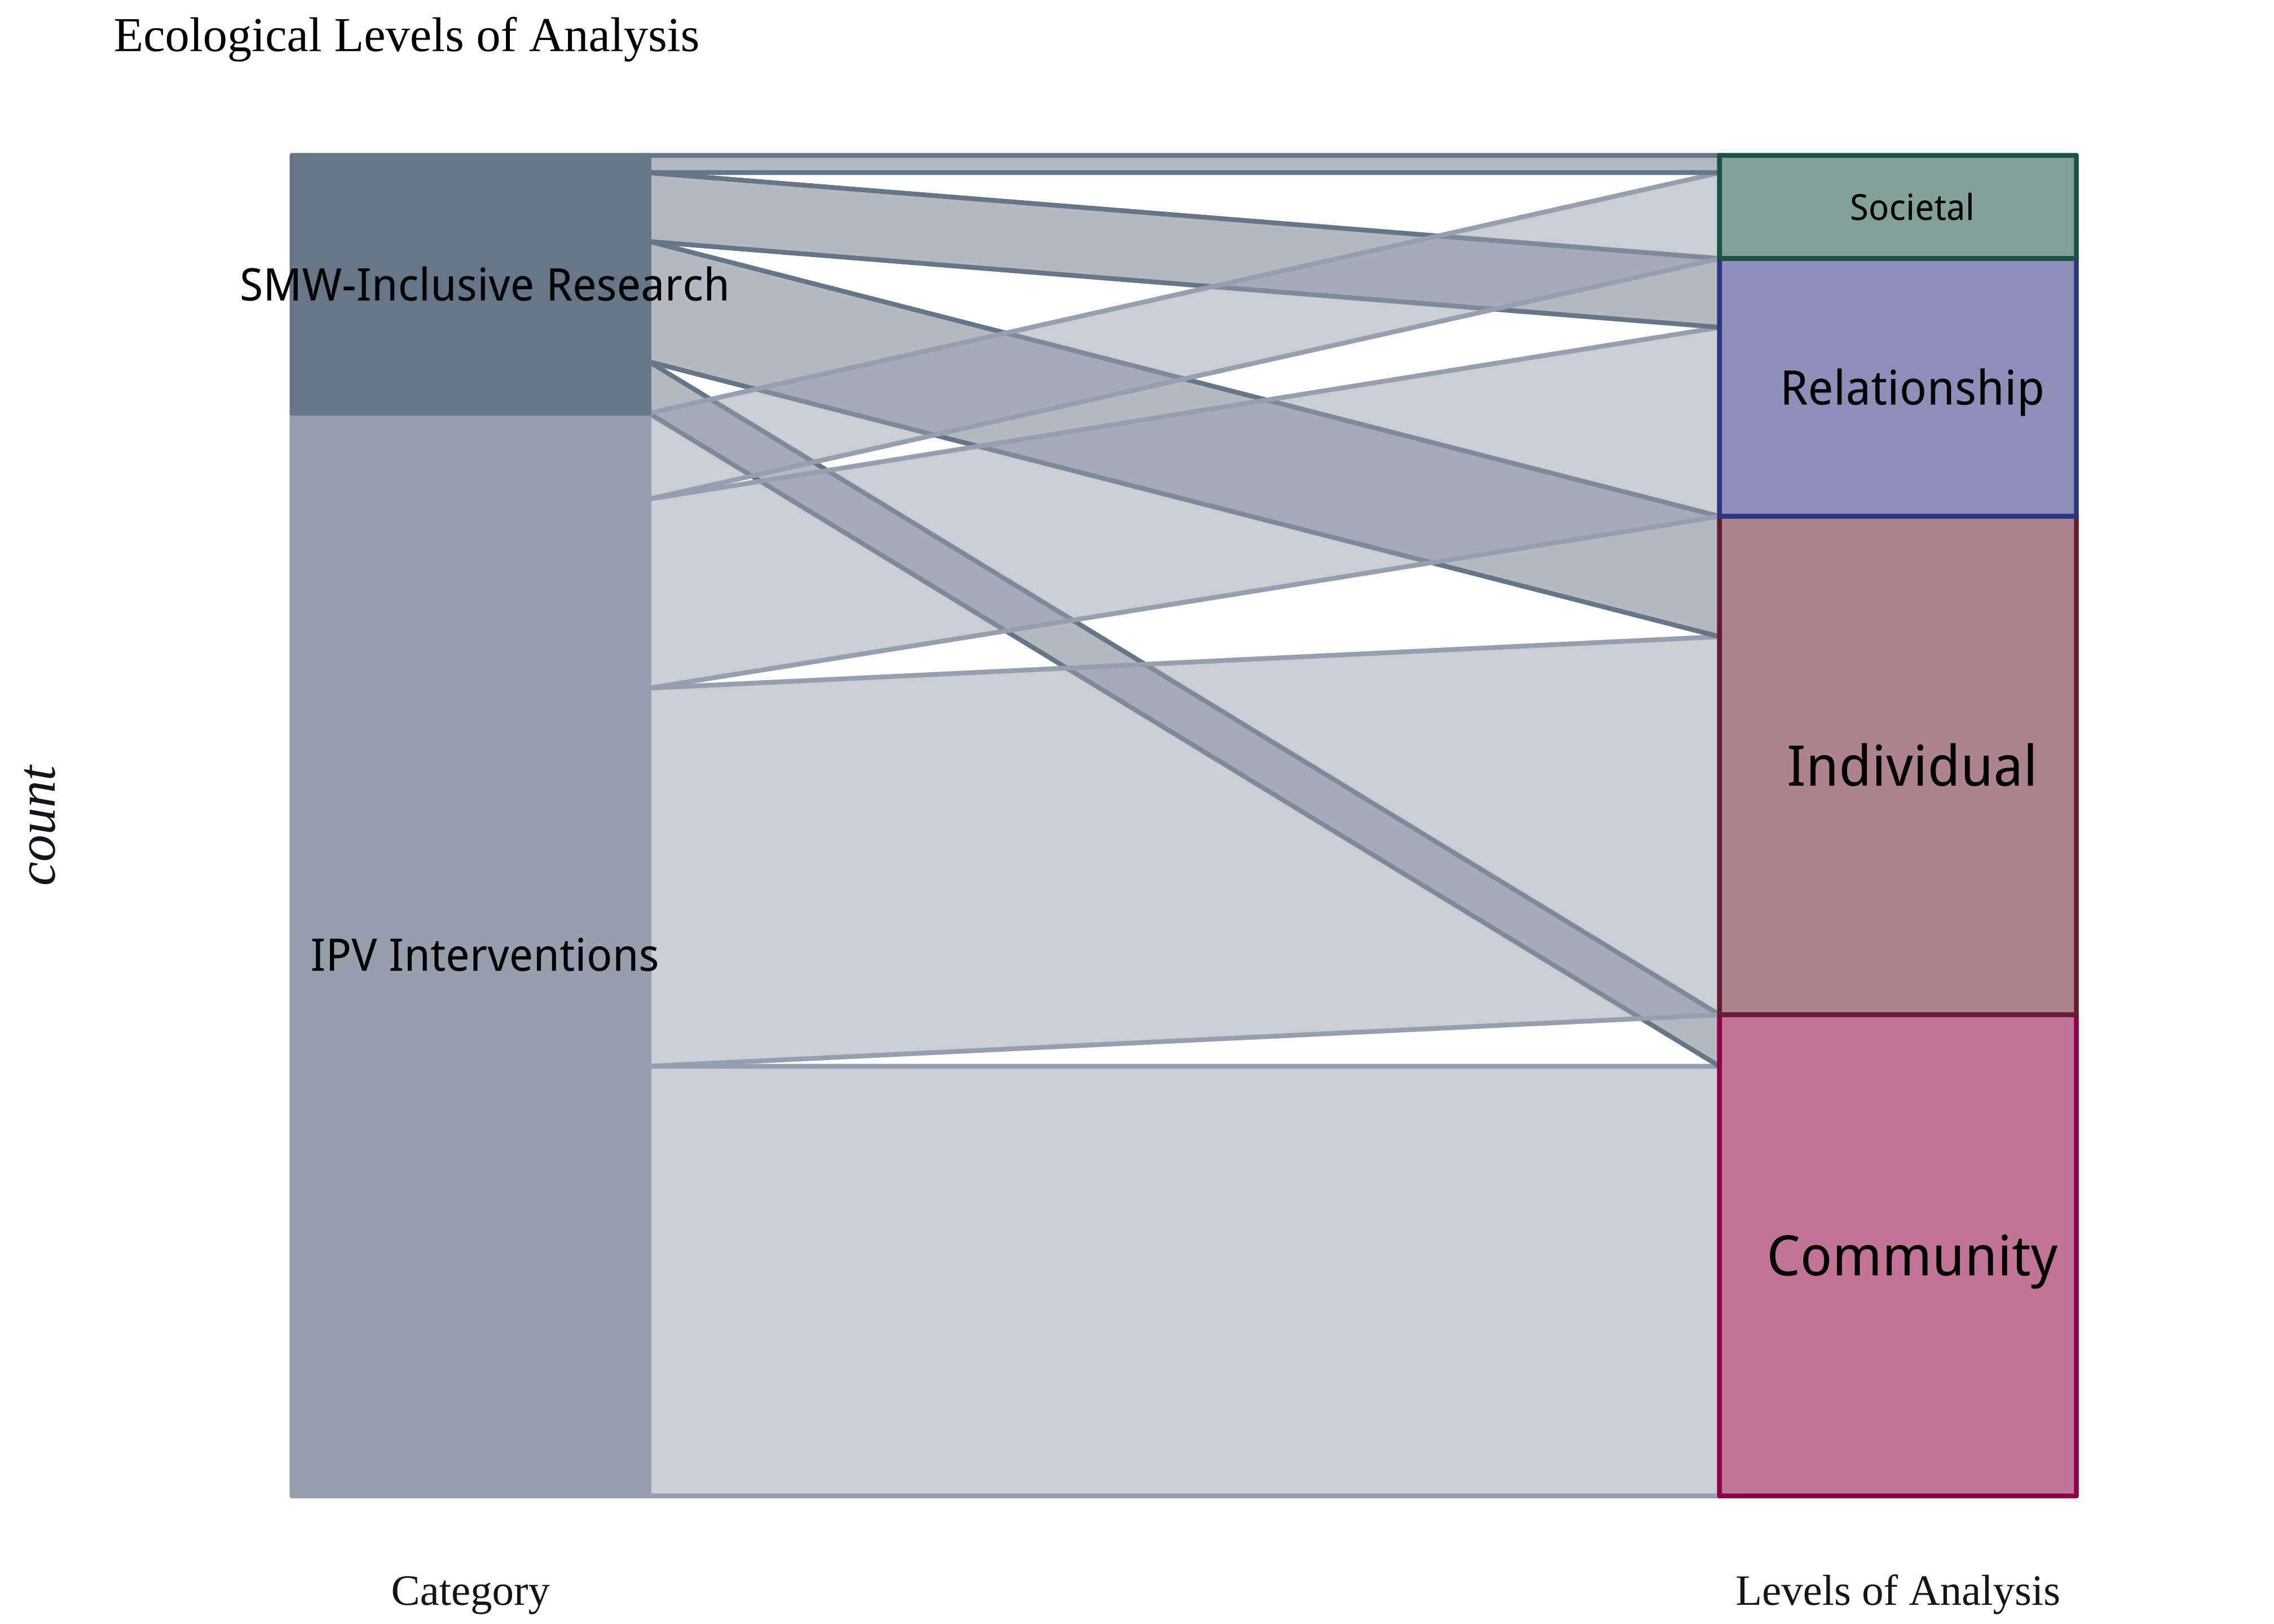 Ecological Levels of Analysis
Societal
SMW-Inclusive Research
Relationship
Individual
count
IPV Interventions
Community
Category
Levels of Analysis